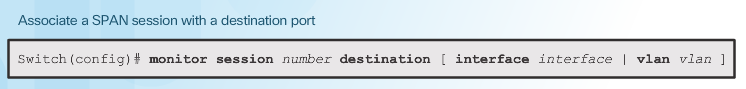 Associate a SPAN session with a destination port
Switch(config)# monitor session number destination [ interface interface | vlan vlan ]